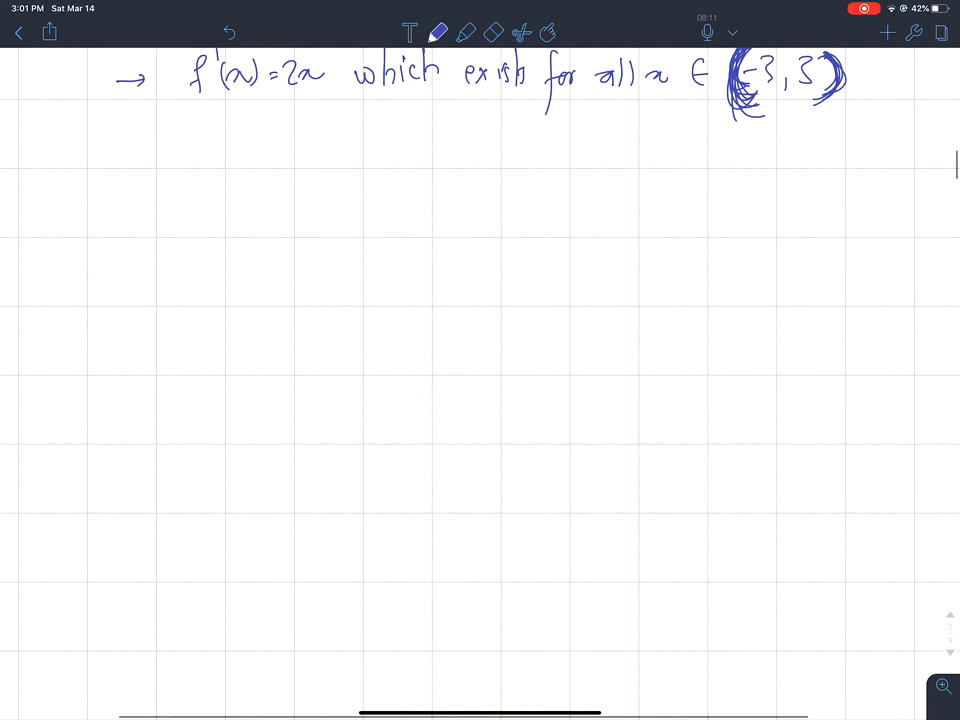 3:01 PM Sat Mar 14
42%
08:11
T
→ f'(x)=2x which exists for all x ∈ (-3, 3)